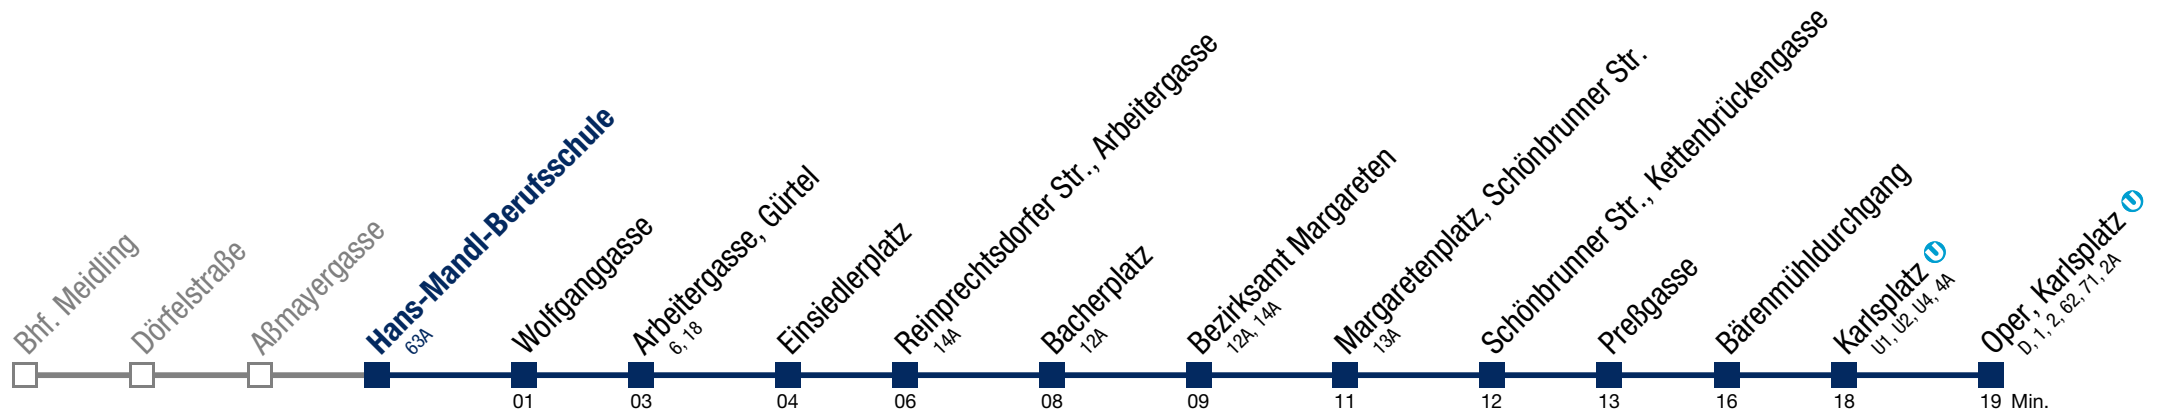 Bhf. Meidling
Dörfelstraße
Aßmayergasse
Hans-Mandl-Berufsschule
63A
Wolfganggasse
Arbeitergasse, Gürtel
6, 18
Einsiedlerplatz
Reinprechtsdorfer Str., Arbeitergasse
14A
Bacherplatz
12A
Bezirksamt Margareten
12A, 14A
Margaretenplatz, Schönbrunner Str.
13A
Schönbrunner Str., Kettenbrückengasse
Preßgasse
Bärenmühldurchgang
Karlsplatz U
U1, U2, U4, 4A
Oper, Karlsplatz U
D, 1, 2, 62, 71, 2A
01 03 04 06 08 09 11 12 13 16 18 19 Min.